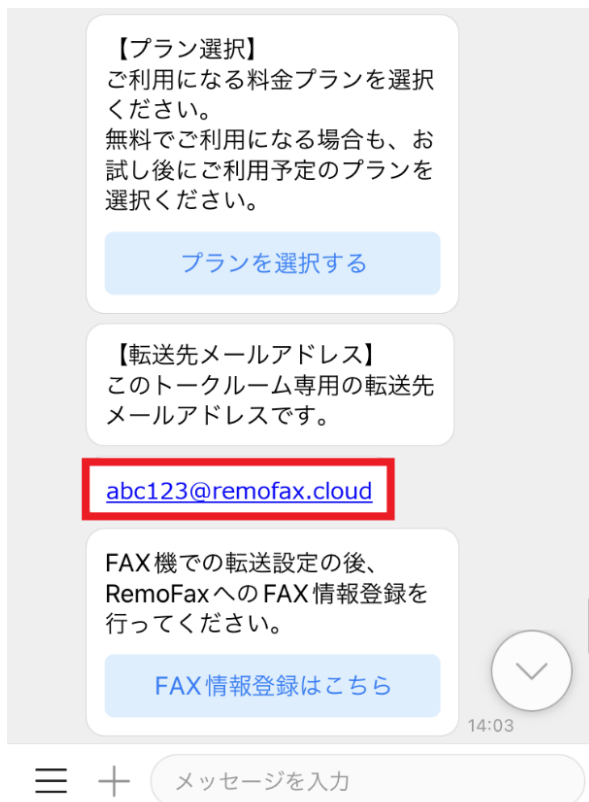 【プラン選択】
ご利用になる料金プランを選択
ください。
無料でご利用になる場合も、お
試し後にご利用予定のプランを
選択ください。
プランを選択する
【転送先メールアドレス】
このトークルーム専用の転送先
メールアドレスです。
abc123@remofax.cloud
FAX機での転送設定の後、
RemoFaxへのFAX情報登録を
行ってください。
FAX情報登録はこちら
14:03
メッセージを入力